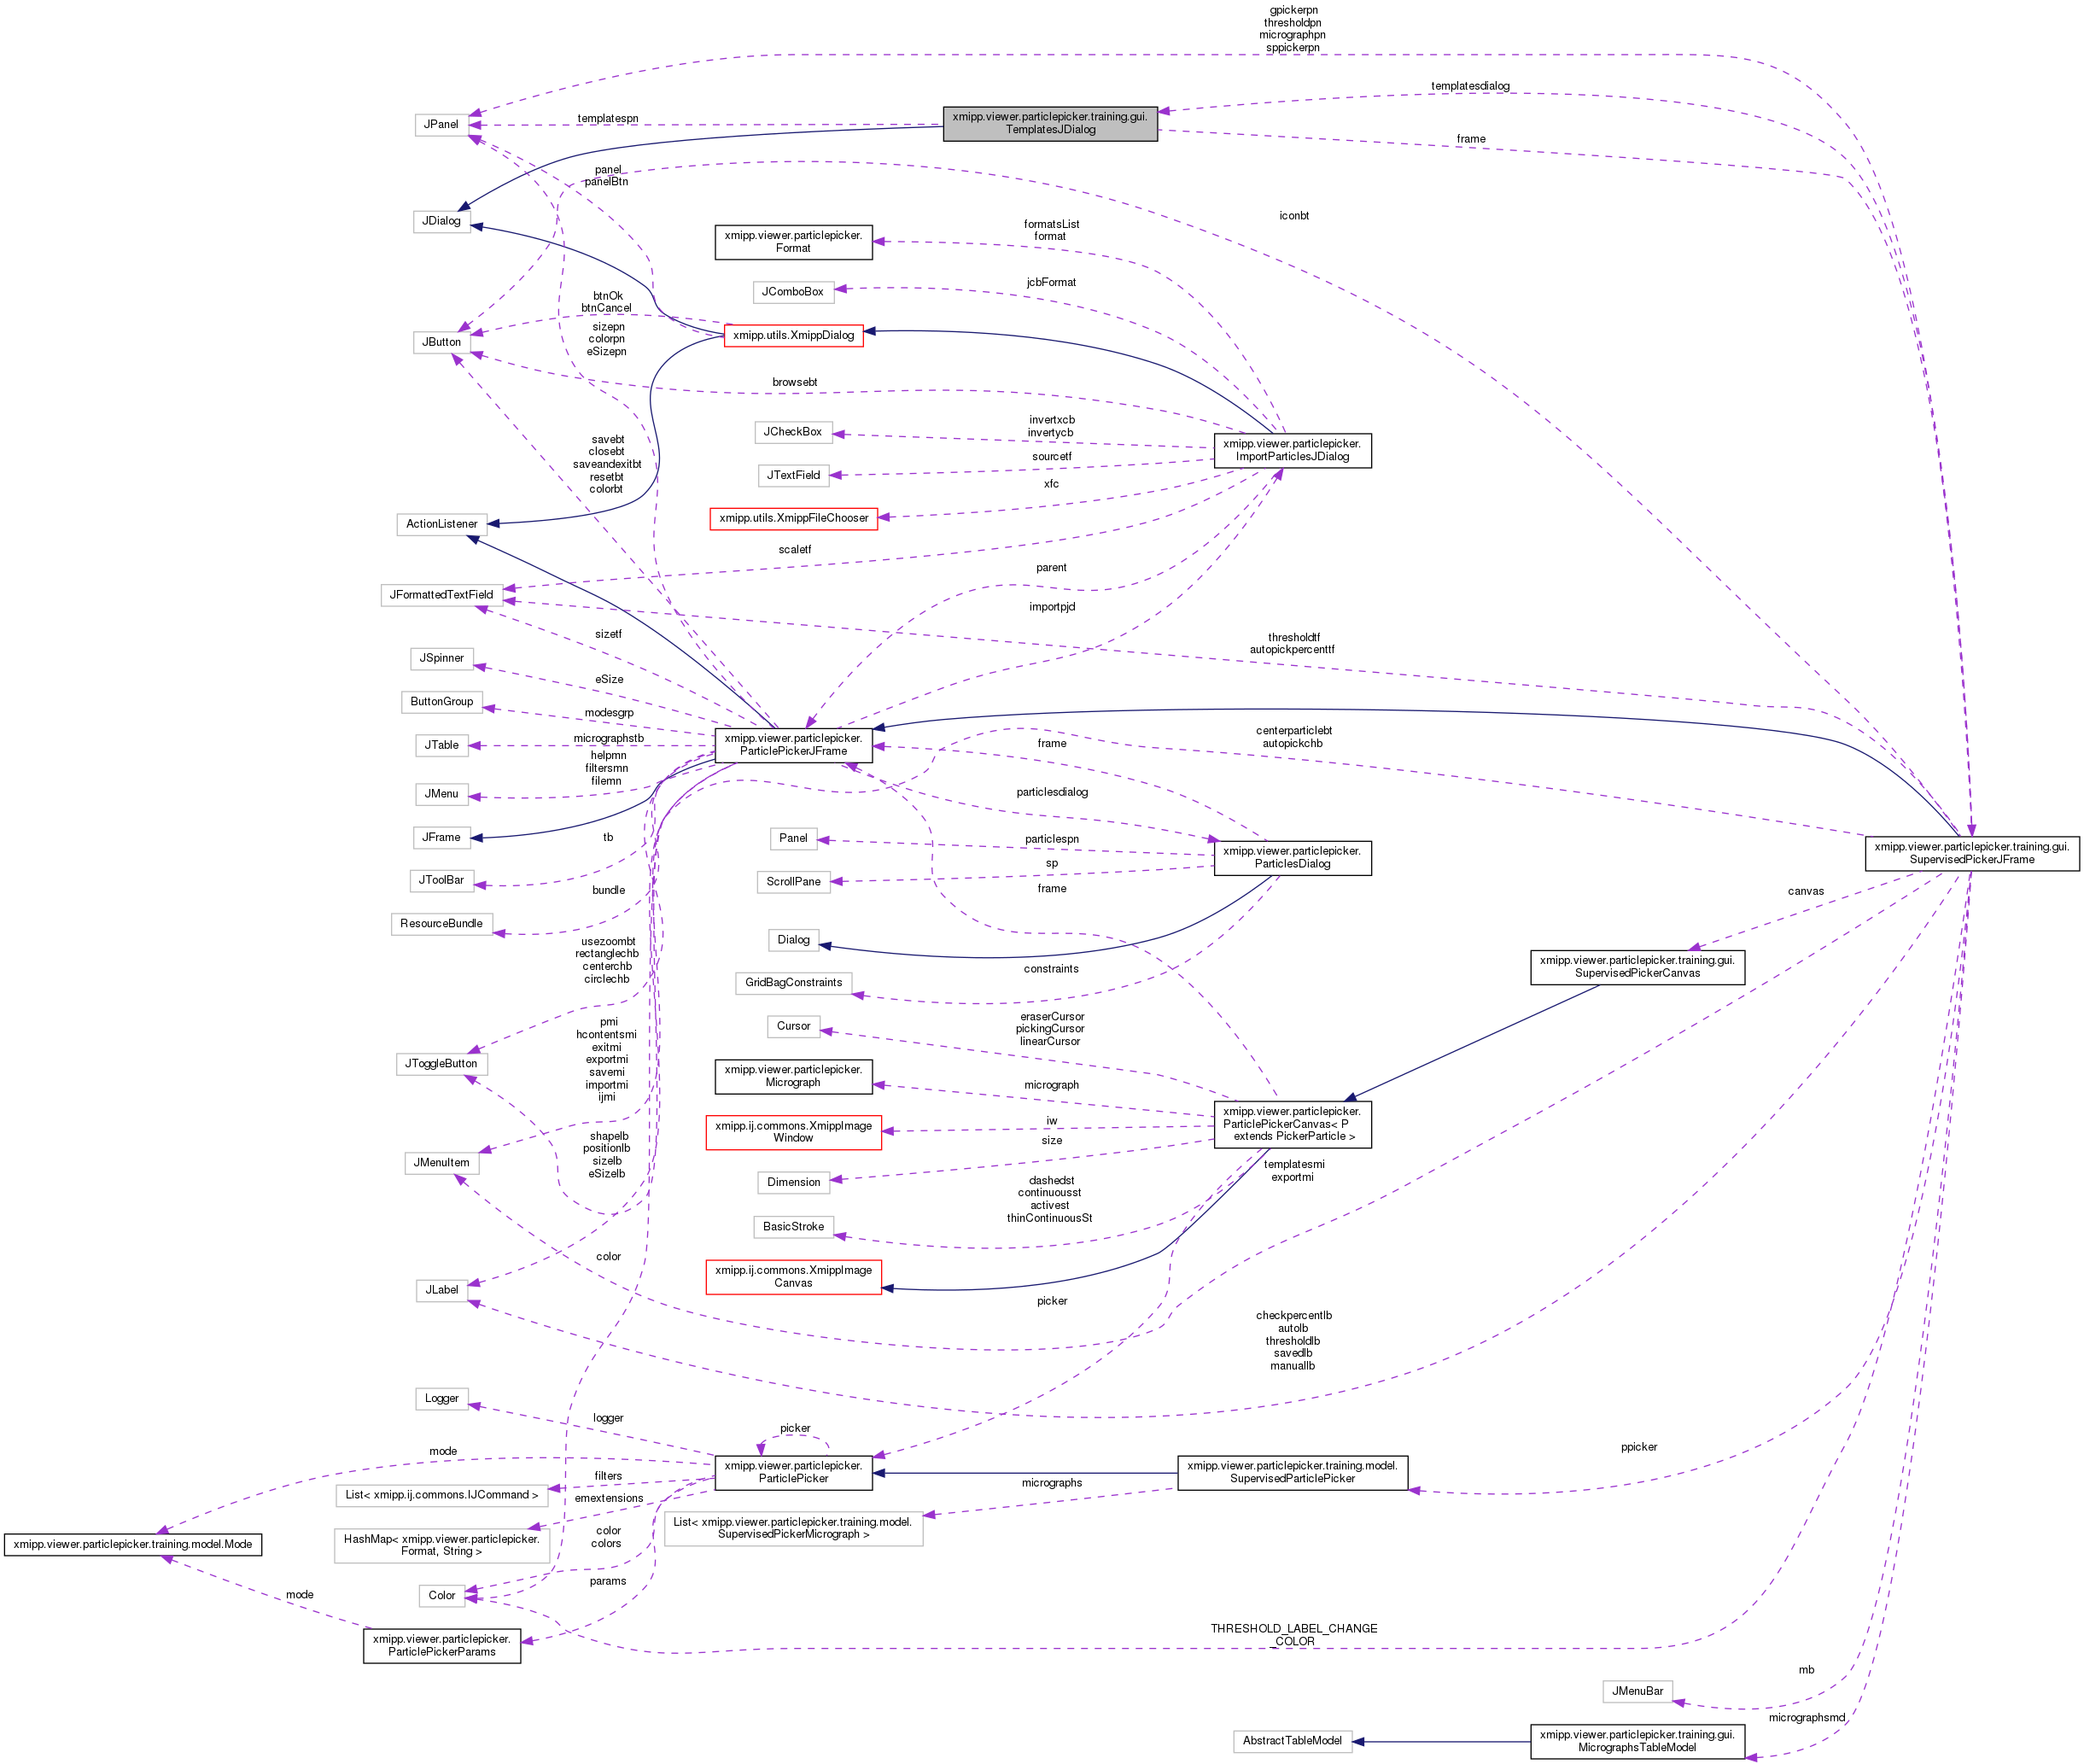 gpickerpn
thresholdpn
micrographpn
sppickerpn
templatesdialog
xmipp.viewer.particlepicker.training.gui.
TemplatesJDialog
templatespn
JPanel
frame
panel
panelBtn
iconbt
JDialog
formatsList
format
xmipp.viewer.particlepicker.
Format
jcbFormat
JComboBox
btnOk
btnCancel
xmipp.utils.XmippDialog
JButton
sizepn
colorpn
eSizepn
browsebt
invertxcb
invertycb
JCheckBox
xmipp.viewer.particlepicker.
ImportParticlesJDialog
savebt
closebt
saveandexitbt
resetbt
colorbt
sourcetf
JTextField
xfc
xmipp.utils.XmippFileChooser
ActionListener
scaletf
parent
JFormattedTextField
importpjd
sizetf
thresholdtf
autopickpercenttf
JSpinner
eSize
ButtonGroup
modesgrp
JTable
micrographstb
xmipp.viewer.particlepicker.
ParticlePickerJFrame
frame
centerparticlebt
autopickchb
helpmn
filtersmn
filemn
JMenu
particlesdialog
JFrame
tb
Panel
particlespn
xmipp.viewer.particlepicker.
ParticlesDialog
xmipp.viewer.particlepicker.training.gui.
SupervisedPickerJFrame
JToolBar
ScrollPane
sp
frame
bundle
canvas
ResourceBundle
Dialog
usezoombt
rectanglechb
centerchb
circlechb
constraints
GridBagConstraints
xmipp.viewer.particlepicker.training.gui.
SupervisedPickerCanvas
pmi
hcontentsmi
exitmi
exportmi
savemi
importmi
ijmi
eraserCursor
pickingCursor
linearCursor
Cursor
JToggleButton
xmipp.viewer.particlepicker.
Micrograph
micrograph
xmipp.viewer.particlepicker.
ParticlePickerCanvas< P
extends PickerParticle >
xmipp.ij.commons.XmippImage
Window
iw
size
shapelb
positionlb
sizelb
eSizelb
JMenuItem
Dimension
templatesmi
exportmi
dashedst
continuousst
activest
thinContinuousSt
BasicStroke
color
xmipp.ij.commons.XmippImage
Canvas
JLabel
picker
checkpercentlb
autolb
thresholdlb
savedlb
manuallb
Logger
logger
picker
mode
xmipp.viewer.particlepicker.
ParticlePicker
xmipp.viewer.particlepicker.training.model.
SupervisedParticlePicker
ppicker
filters
List< xmipp.ij.commons.IJCommand >
micrographs
emextensions
List< xmipp.viewer.particlepicker.training.model.
SupervisedPickerMicrograph >
HashMap< xmipp.viewer.particlepicker.
Format, String >
color
colors
xmipp.viewer.particlepicker.training.model.Mode
params
Color
mode
xmipp.viewer.particlepicker.
ParticlePickerParams
THRESHOLD_LABEL_CHANGE
_COLOR
mb
JMenuBar
micrographsmd
AbstractTableModel
xmipp.viewer.particlepicker.training.gui.
MicrographsTableModel